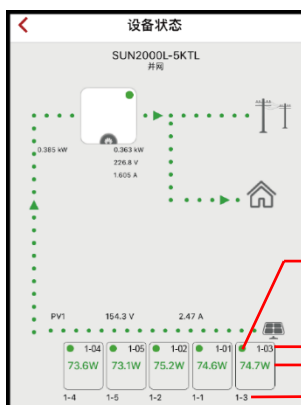 设备状态
SUN2000L-5KTL
并网
0.385 kW 0.363 kW
226.8 V
1.605 A
PV1 154.3 V 2.47 A
1-04 1-05 1-02 1-01 1-03
73.6W 73.1W 75.2W 74.6W 74.7W
1-4 1-5 1-2 1-1 1-3